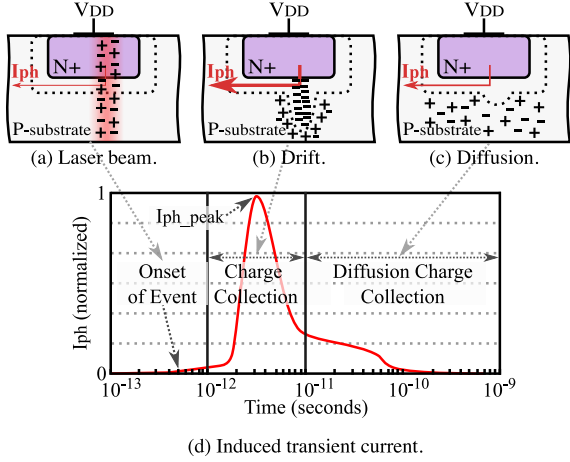 VDD VDD VDD
Iph N+ Iph N+ Iph N+
P-substrate P-substrate P-substrate
(a) Laser beam. (b) Drift. (c) Diffusion.
1
Iph_peak
Iph (normalized)
Onset of Event
Charge Collection
Diffusion Charge Collection
0
10-13 10-12 10-11 10-10 10-9
Time (seconds)
(d) Induced transient current.